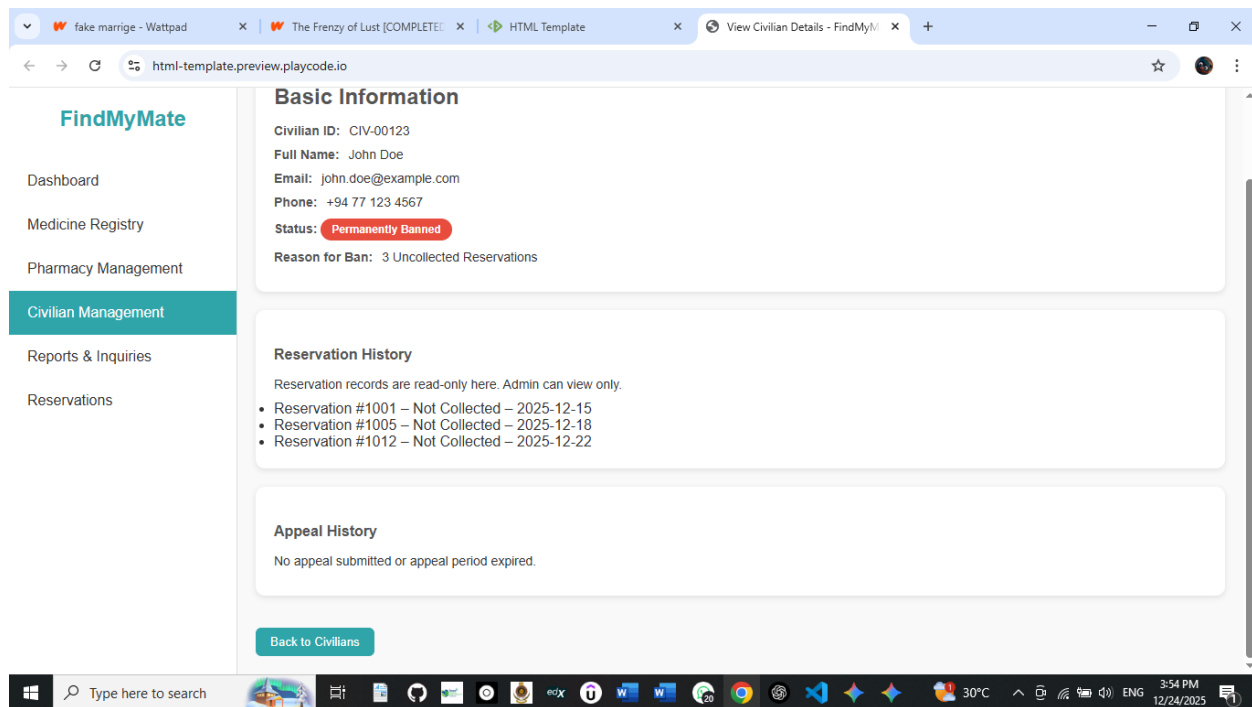 fake marrige - Wattpad
The Frenzy of Lust [COMPLETED
HTML Template
View Civilian Details - FindMyM
html-template.preview.playcode.io
FindMyMate
Dashboard
Medicine Registry
Pharmacy Management
Civilian Management
Reports & Inquiries
Reservations
Basic Information
Civilian ID: CIV-00123
Full Name: John Doe
Email: john.doe@example.com
Phone: +94 77 123 4567
Status: Permanently Banned
Reason for Ban: 3 Uncollected Reservations
Reservation History
Reservation records are read-only here. Admin can view only.
• Reservation #1001 – Not Collected – 2025-12-15
• Reservation #1005 – Not Collected – 2025-12-18
• Reservation #1012 – Not Collected – 2025-12-22
Appeal History
No appeal submitted or appeal period expired.
Back to Civilians
Type here to search
edX
W
W
20
30°C
ENG
3:54 PM
12/24/2025
1